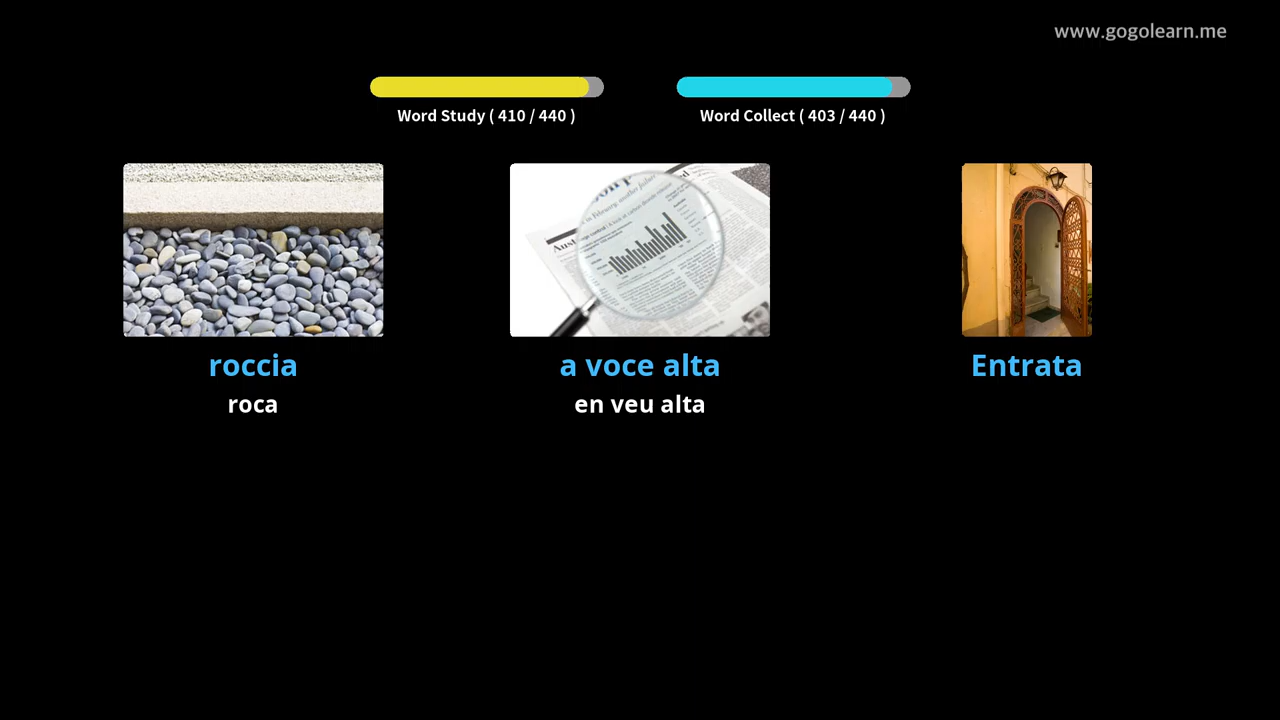 www.gogolearn.me
Word Study ( 410 / 440 )
Word Collect ( 403 / 440 )
roccia
roca
a voce alta
en veu alta
Entrata